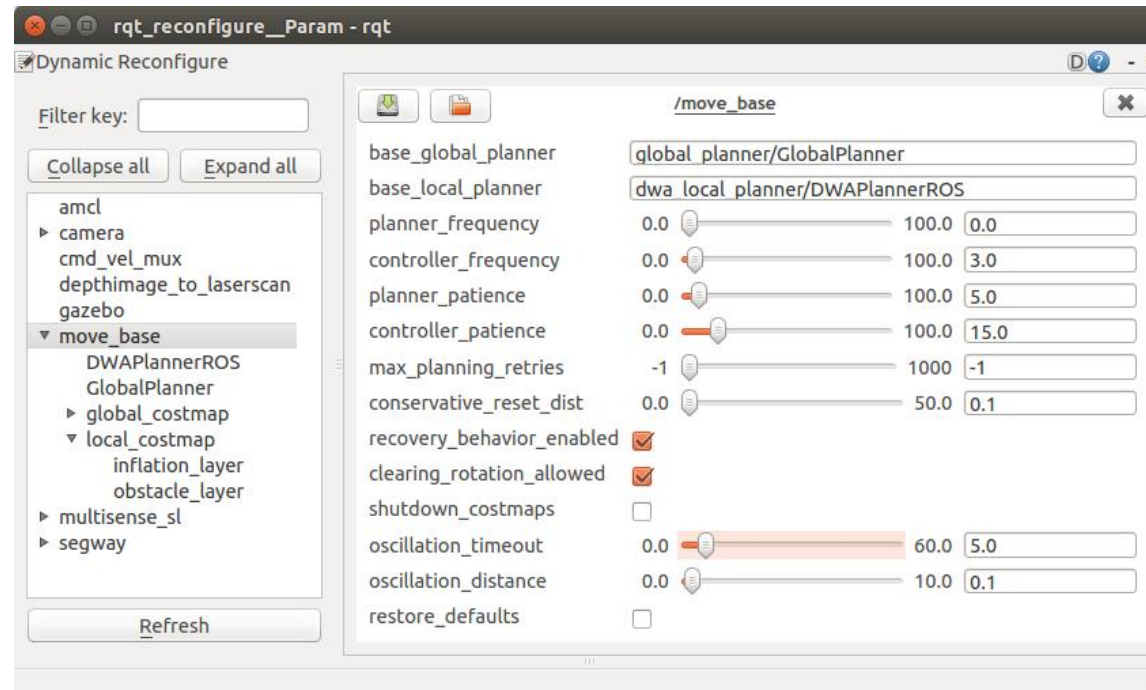 rqt_reconfigure__Param - rqt
Dynamic Reconfigure
D ? -
Filter key:
Collapse all Expand all
amcl
camera
cmd_vel_mux
depthimage_to_laserscan
gazebo
move_base
DWAPlannerROS
GlobalPlanner
global_costmap
local_costmap
inflation_layer
obstacle_layer
multisense_sl
segway
Refresh
/move_base
base_global_planner global_planner/GlobalPlanner
base_local_planner dwa_local_planner/DWAPlannerROS
planner_frequency 0.0 100.0 0.0
controller_frequency 0.0 100.0 3.0
planner_patience 0.0 100.0 5.0
controller_patience 0.0 100.0 15.0
max_planning_retries -1 1000 -1
conservative_reset_dist 0.0 50.0 0.1
recovery_behavior_enabled
clearing_rotation_allowed
shutdown_costmaps
oscillation_timeout 0.0 60.0 5.0
oscillation_distance 0.0 10.0 0.1
restore_defaults